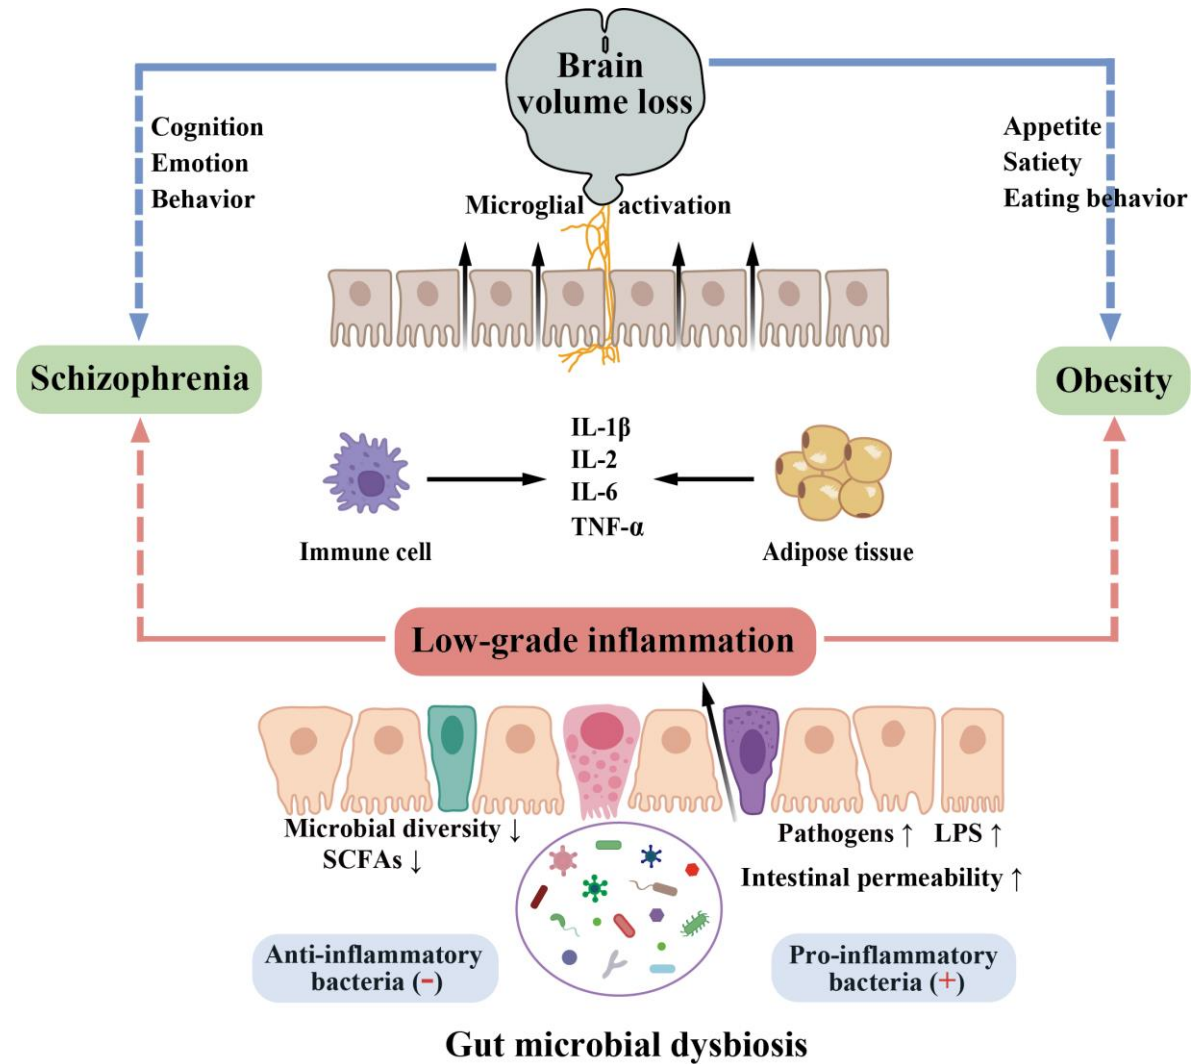 Brain
volume loss
Cognition
Emotion
Behavior
Appetite
Satiety
Eating behavior
Microglial activation
Schizophrenia
Obesity
IL-1β
IL-2
IL-6
TNF-α
Immune cell
Adipose tissue
Low-grade inflammation
Microbial diversity ↓
SCFAs ↓
Pathogens ↑ LPS ↑
Intestinal permeability ↑
Anti-inflammatory
bacteria (-)
Pro-inflammatory
bacteria (+)
Gut microbial dysbiosis